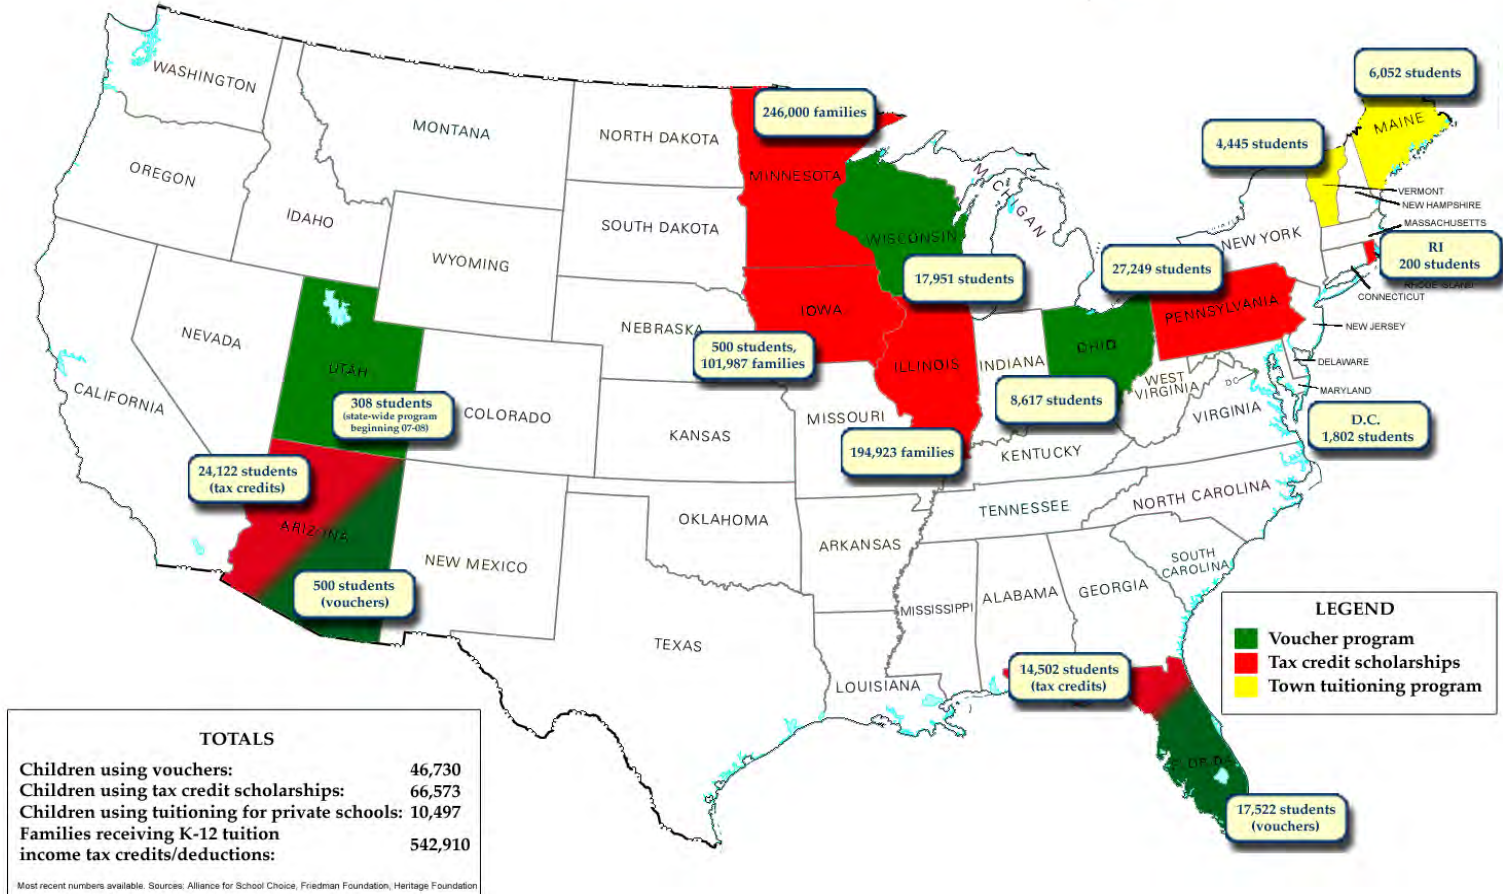 6,052 students
WASHINGTON
246,000 families
MAINE
MONTANA
NORTH DAKOTA
4,445 students
OREGON
MINNESOTA
MICHIGAN
VERMONT
NEW HAMPSHIRE
IDAHO
SOUTH DAKOTA
MASSACHUSETTS
WISCONSIN
NEW YORK
RI
200 students
WYOMING
17,951 students
27,249 students
RHODE ISLAND
CONNECTICUT
IOWA
PENNSYLVANIA
NEBRASKA
NEW JERSEY
NEVADA
500 students,
101,987 families
OHIO
ILLINOIS
INDIANA
DELAWARE
UTAH
WEST
VIRGINIA
DC
MARYLAND
CALIFORNIA
308 students
(state-wide program
beginning 07-08)
COLORADO
8,617 students
MISSOURI
VIRGINIA
D.C.
1,802 students
KANSAS
194,923 families
KENTUCKY
24,122 students
(tax credits)
NORTH CAROLINA
TENNESSEE
ARIZONA
OKLAHOMA
ARKANSAS
NEW MEXICO
SOUTH
CAROLINA
500 students
(vouchers)
MISSISSIPPI
ALABAMA
GEORGIA
TEXAS
LOUISIANA
14,502 students
(tax credits)
LEGEND
Voucher program
Tax credit scholarships
Town tuitioning program
FLORIDA
17,522 students
(vouchers)
TOTALS
Children using vouchers: 46,730
Children using tax credit scholarships: 66,573
Children using tuitioning for private schools: 10,497
Families receiving K-12 tuition
income tax credits/deductions: 542,910
Most recent numbers available. Sources: Alliance for School Choice, Friedman Foundation, Heritage Foundation